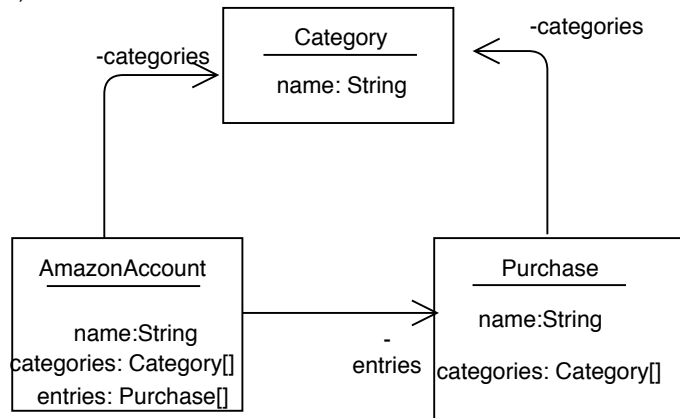 Category
-categories
-categories
name: String
AmazonAccount
Purchase
name:String
name:String
-
entries
categories: Category[]
categories: Category[]
entries: Purchase[]